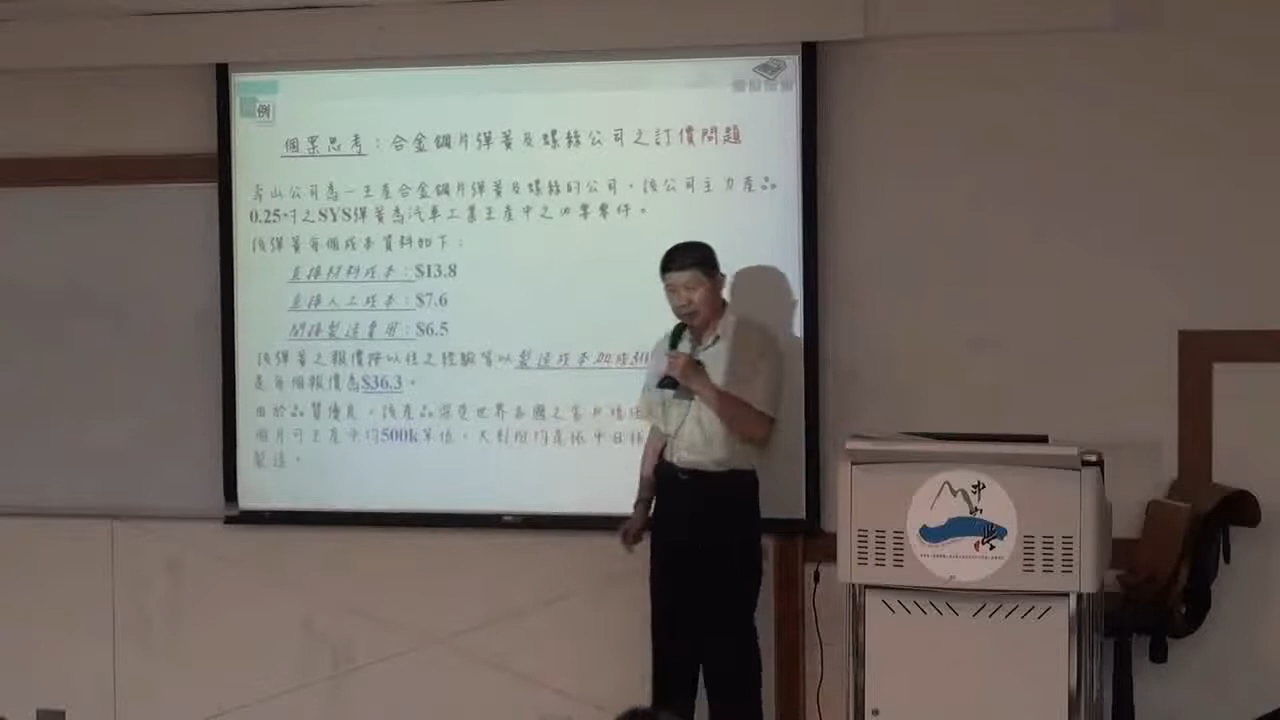 例
個案思考：合金鋼片彈簧及螺絲公司之訂價問題
壽山公司為一生產合金鋼片彈簧及螺絲的公司，該公司主力產品
0.25吋之SYS彈簧為汽車工業生產中之必要零件。
該彈簧每個成本資料如下：
直接材料成本：$13.8
直接人工成本：$7.6
間接製造費用：$6.5
該彈簧之報價按以往之經驗皆以製造成本加成
是每個報價為$36.3。
由於品質優良，該產品深受世界各國之客戶信任
個月可生產平均500k單位，大
製造。
中山